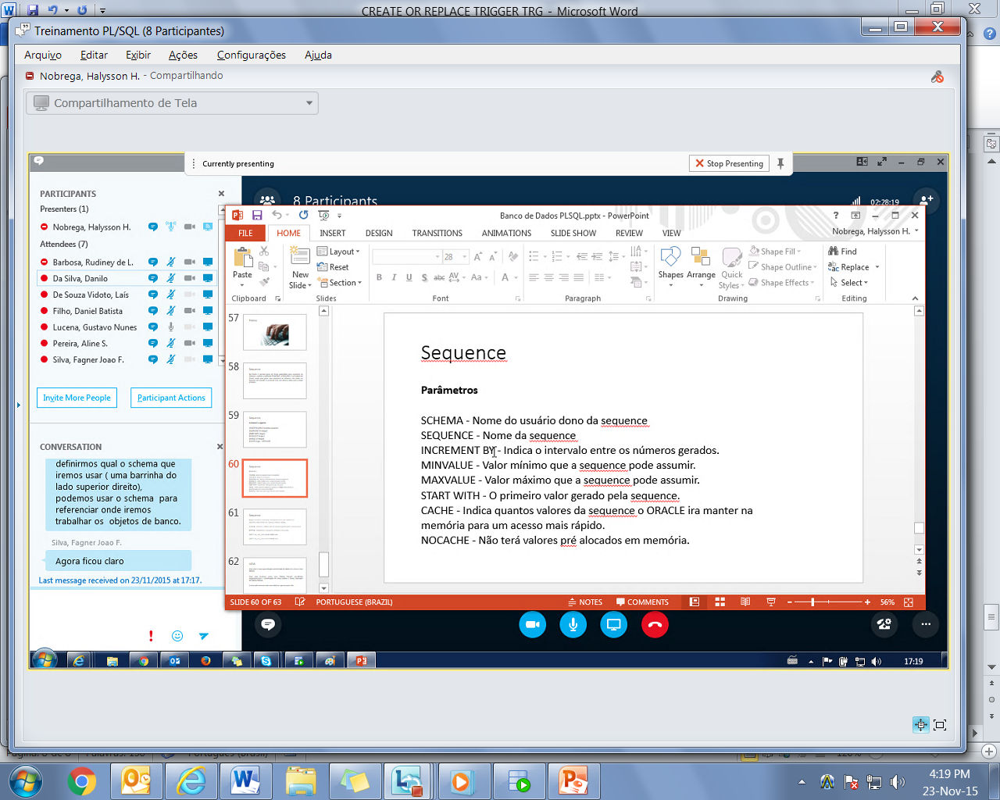 CREATE OR REPLACE TRIGGER TRG - Microsoft Word
Treinamento PL/SQL (8 Participantes)
Arquivo Editar Exibir Ações Configurações Ajuda
Nobrega, Halysson H. - Compartilhando
Compartilhamento de Tela
Currently presenting
Stop Presenting
PARTICIPANTS
Presenters (1)
Nobrega, Halysson H.
Attendees (7)
Barbosa, Rudiney de L.
Da Silva, Danilo
De Souza Vidoto, Laís
Filho, Daniel Batista
Lucena, Gustavo Nunes
Pereira, Aline S.
Silva, Fagner Joao F.
Invite More People
Participant Actions
CONVERSATION
definirmos qual o schema que
iremos usar ( uma barrinha do
lado superior direito),
podemos usar o schema para
referenciar onde iremos
trabalhar os objetos de banco.
Silva, Fagner Joao F.
Agora ficou claro
Last message received on 23/11/2015 at 17:17.
8 Participants
02:28:19
Banco de Dados PLSQL.pptx - PowerPoint
FILE HOME INSERT DESIGN TRANSITIONS ANIMATIONS SLIDE SHOW REVIEW VIEW
Nobrega, Halysson H.
Paste
Clipboard
New
Slide
Layout
Reset
Section
Slides
28
B I U S abc AV Aa A
Font
Paragraph
Shapes
Arrange
Quick
Styles
Shape Fill
Shape Outline
Shape Effects
Drawing
Find
Replace
Select
Editing
57
58
59
60
61
62
Sequence
Parâmetros
SCHEMA - Nome do usuário dono da sequence
SEQUENCE - Nome da sequence
INCREMENT BY - Indica o intervalo entre os números gerados.
MINVALUE - Valor mínimo que a sequence pode assumir.
MAXVALUE - Valor máximo que a sequence pode assumir.
START WITH - O primeiro valor gerado pela sequence.
CACHE - Indica quantos valores da sequence o ORACLE ira manter na
memória para um acesso mais rápido.
NOCACHE - Não terá valores pré alocados em memória.
SLIDE 60 OF 63
PORTUGUESE (BRAZIL)
NOTES
COMMENTS
56%
17:19
4:19 PM
23-Nov-15